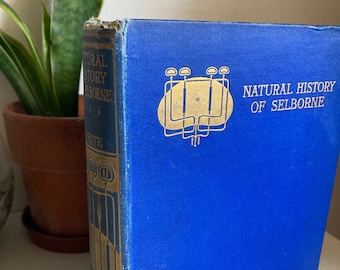 NATURAL HISTORY
OF SELBORNE
NATURAL
HISTORY
SELBORNE
WHITE